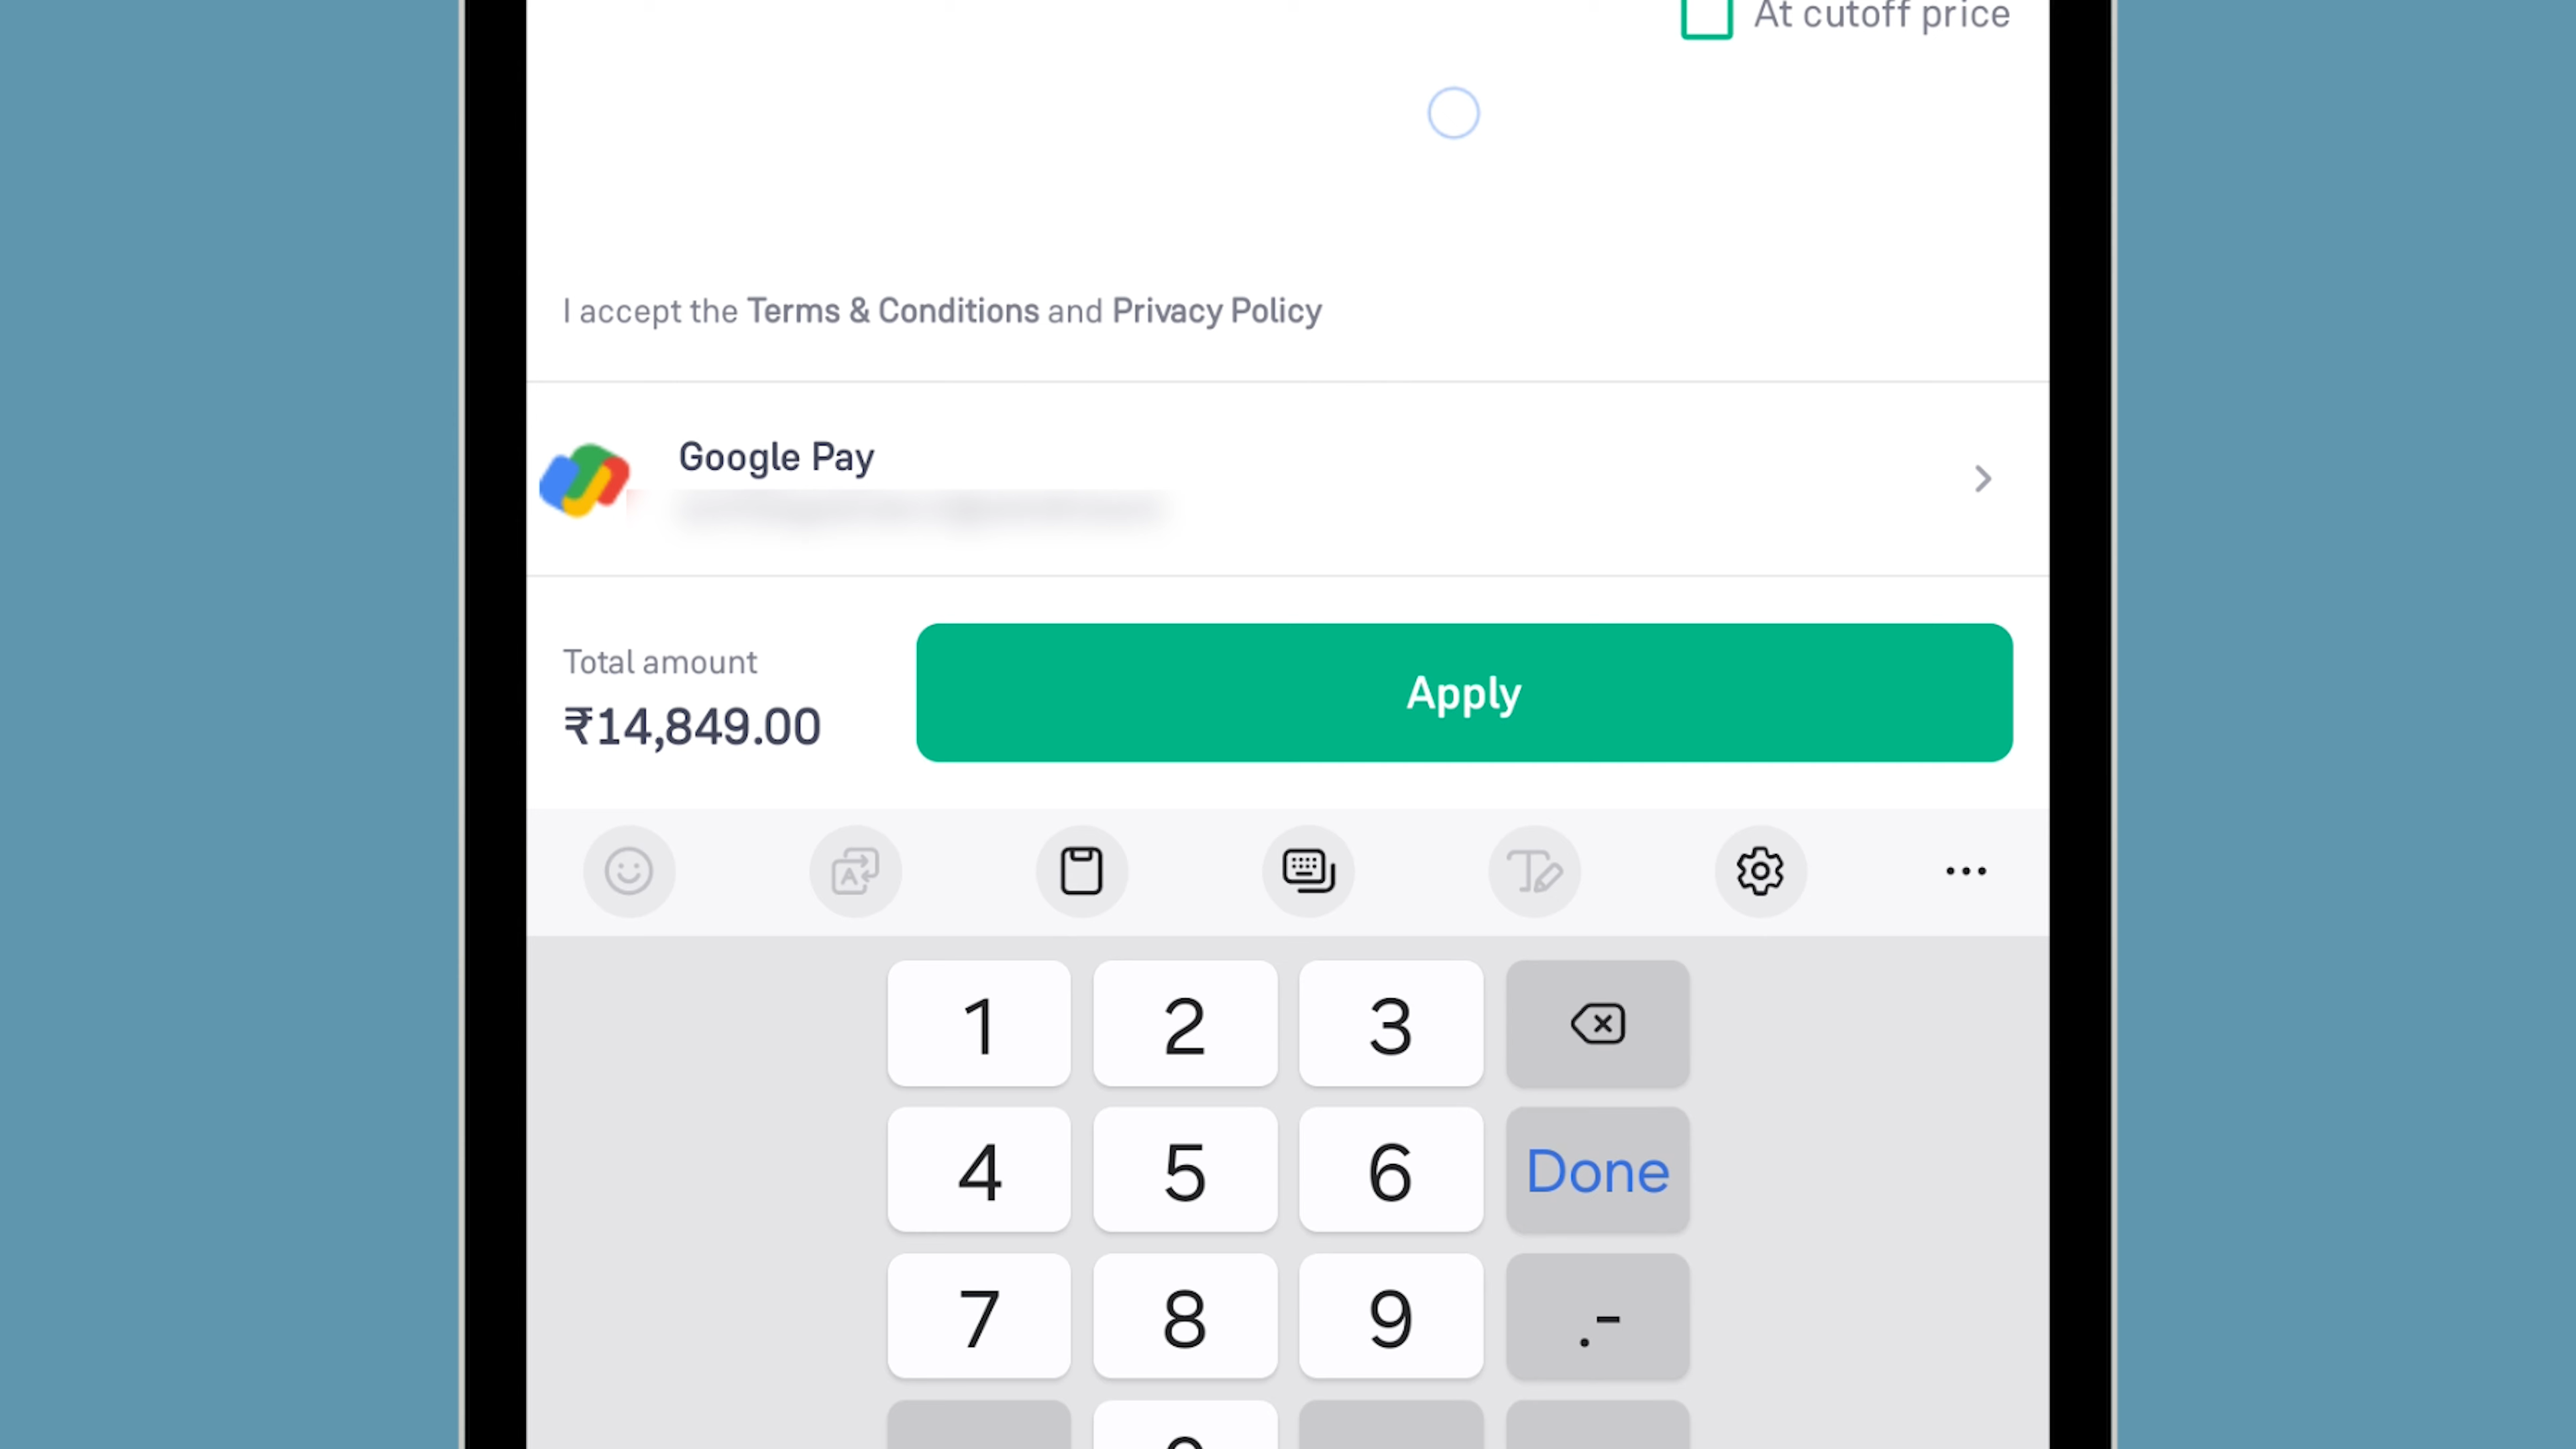 At cutoff price
I accept the Terms & Conditions and Privacy Policy
Google Pay
Total amount
₹14,849.00
Apply
1 2 3
4 5 6 Done
7 8 9 .-